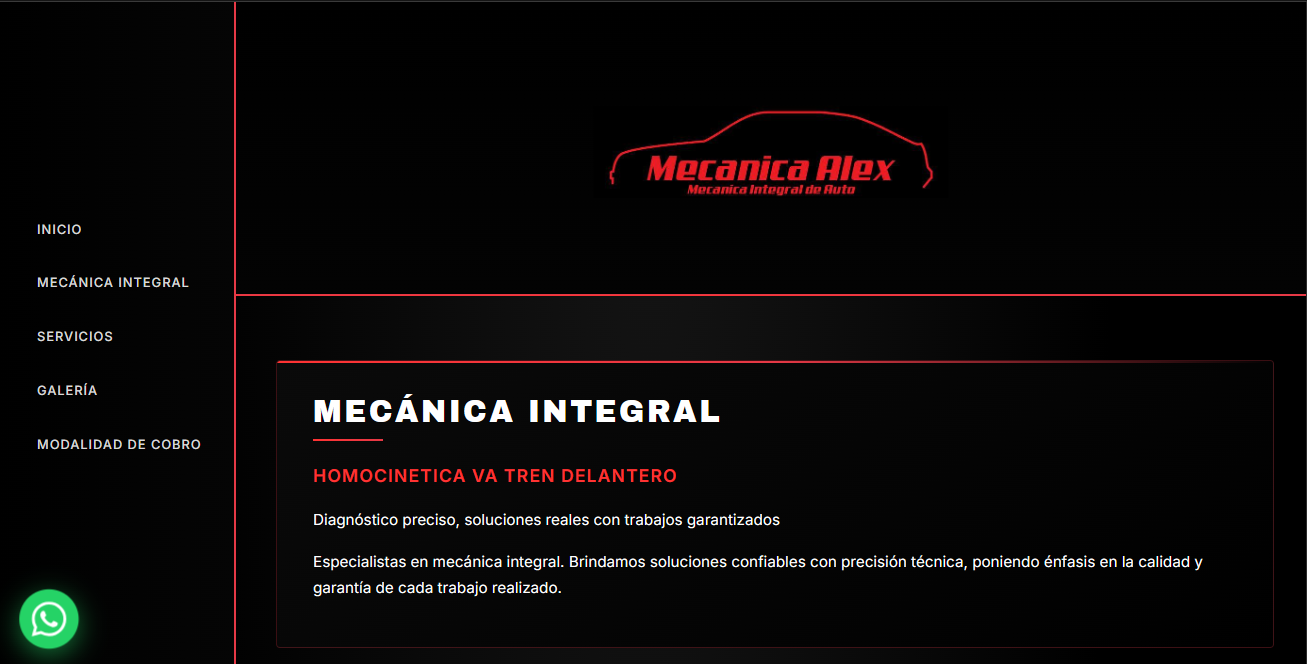 Mecanica Alex
Mecanica Integral de Auto
INICIO
MECÁNICA INTEGRAL
SERVICIOS
GALERÍA
MODALIDAD DE COBRO
MECÁNICA INTEGRAL
HOMOCINETICA VA TREN DELANTERO
Diagnóstico preciso, soluciones reales con trabajos garantizados
Especialistas en mecánica integral. Brindamos soluciones confiables con precisión técnica, poniendo énfasis en la calidad y
garantía de cada trabajo realizado.